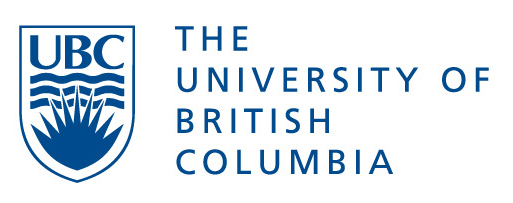 UBC
THE
UNIVERSITY OF
BRITISH
COLUMBIA